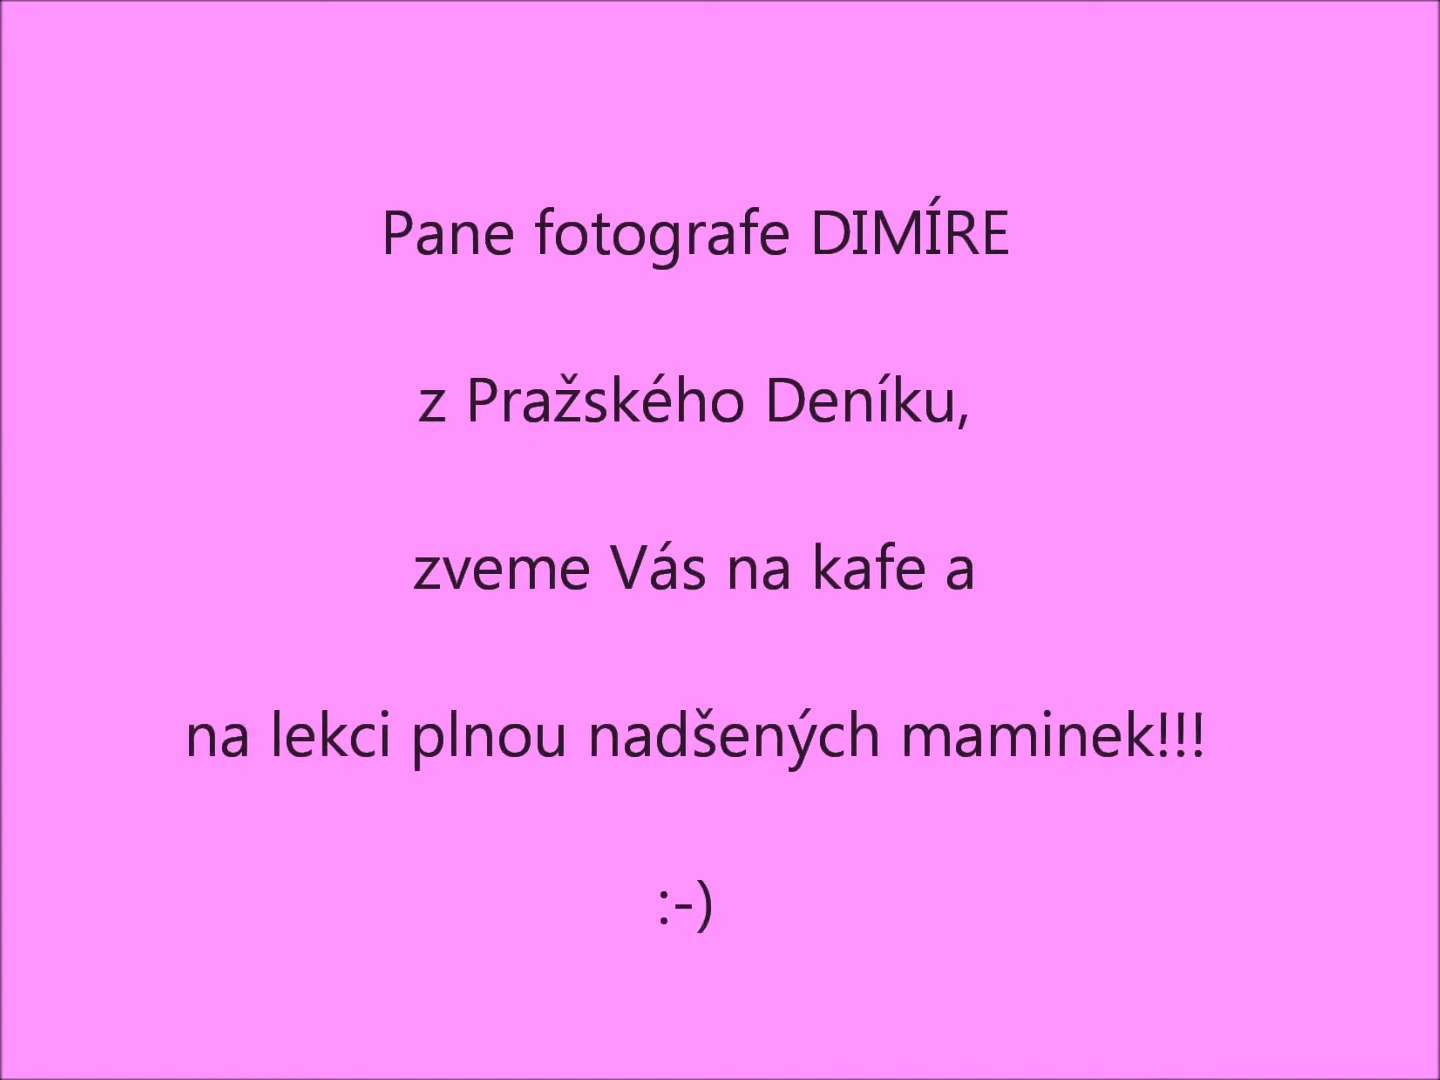 Pane fotografe DIMÍRE
z Pražského Deníku,
zveme Vás na kafe a
na lekci plnou nadšených maminek!!!
:-)